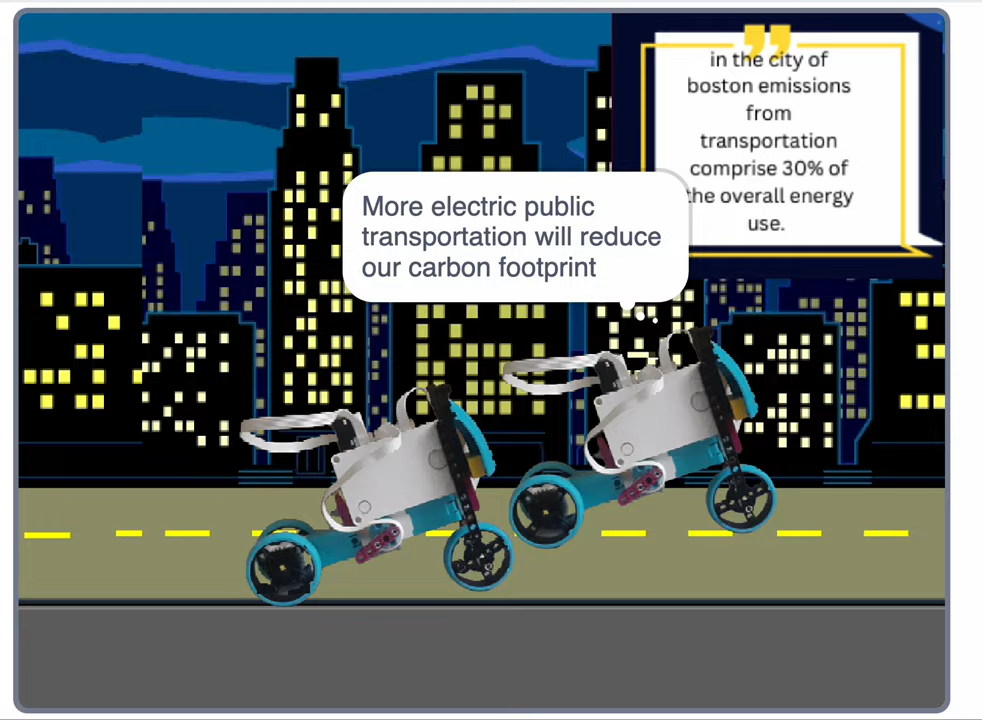 in the city of
boston emissions
from
transportation
comprise 30% of
the overall energy
use.
More electric public
transportation will reduce
our carbon footprint